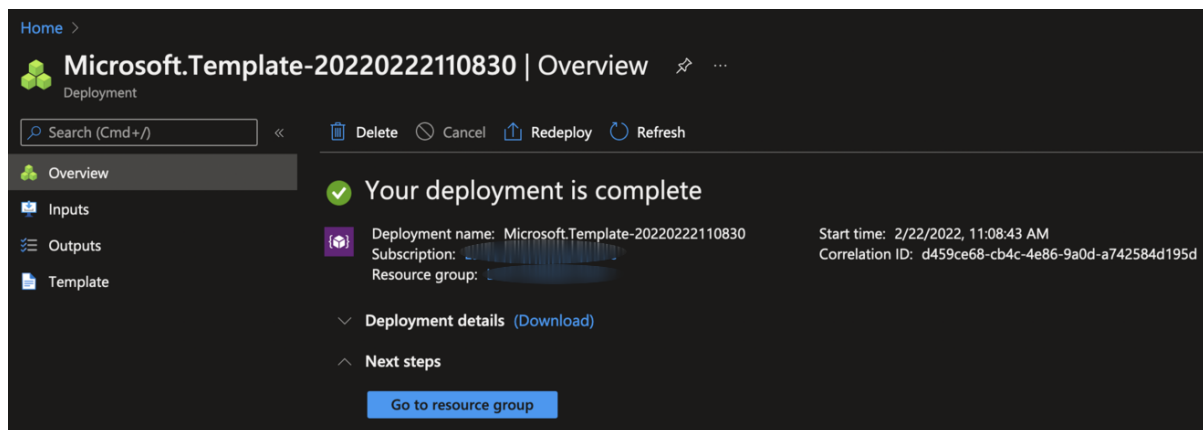 Home >
Microsoft.Template-20220222110830 | Overview ...
Deployment
Search (Cmd+/) «
Delete Cancel Redeploy Refresh
Overview
Inputs
Outputs
Template
Your deployment is complete
Deployment name: Microsoft.Template-20220222110830
Subscription:
Resource group:
Start time: 2/22/2022, 11:08:43 AM
Correlation ID: d459ce68-cb4c-4e86-9a0d-a742584d195d
Deployment details (Download)
Next steps
Go to resource group